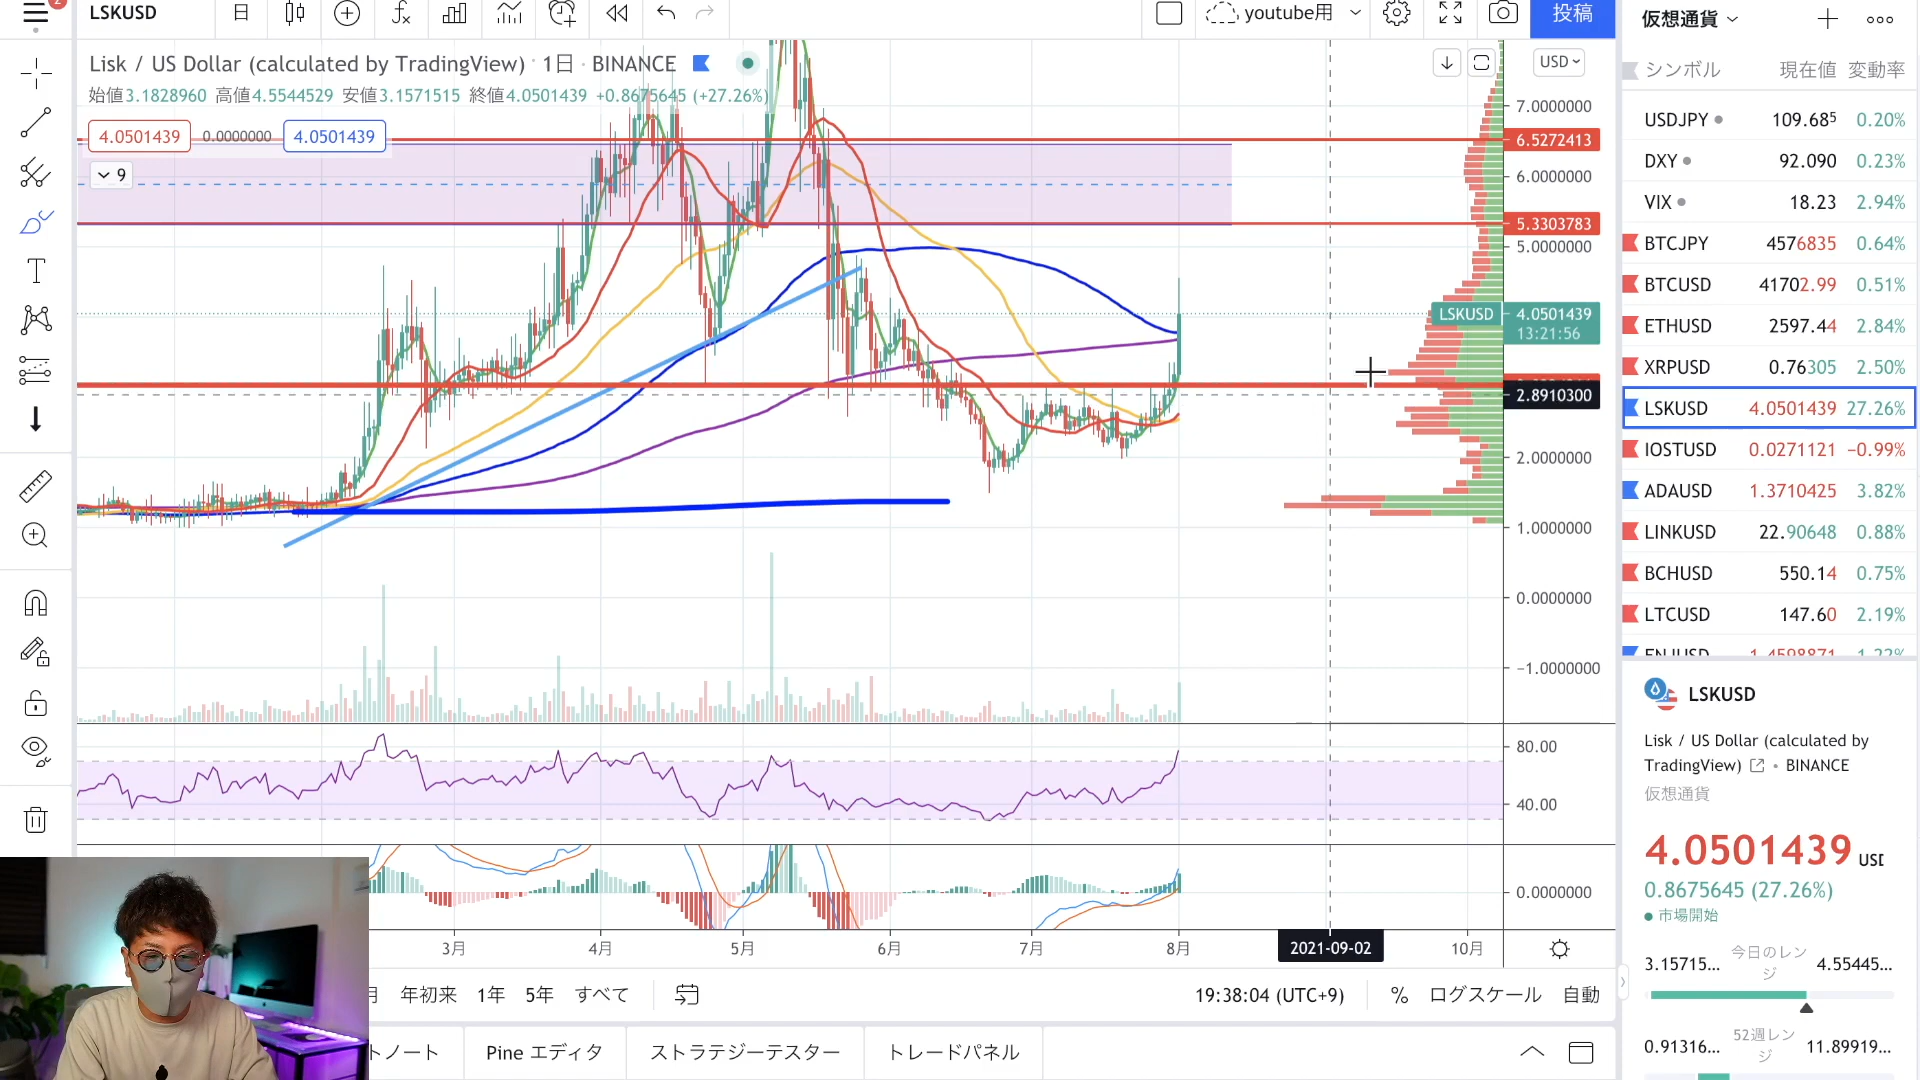 2
LSKUSD
日
youtube用
投稿
Lisk / US Dollar (calculated by TradingView) · 1日 · BINANCE
始値3.1828960 高値4.5544529 安値3.1571515 終値4.0501439 +0.8675645 (+27.26%)
4.0501439 0.0000000 4.0501439
9
USD
7.0000000
6.5272413
6.0000000
5.3303783
5.0000000
LSKUSD 4.0501439
13:21:56
2.8910300
2.0000000
1.0000000
0.0000000
−1.0000000
80.00
40.00
0.0000000
3月 4月 5月 6月 7月 8月 2021-09-02 10月
月 年初来 1年 5年 すべて
19:38:04 (UTC+9) % ログスケール 自動
トノート Pine エディタ ストラテジーテスター トレードパネル
仮想通貨
シンボル 現在値 変動率
USDJPY 109.685 0.20%
DXY 92.090 0.23%
VIX 18.23 2.94%
BTCJPY 4576835 0.64%
BTCUSD 41702.99 0.51%
ETHUSD 2597.44 2.84%
XRPUSD 0.76305 2.50%
LSKUSD 4.0501439 27.26%
IOSTUSD 0.0271121 −0.99%
ADAUSD 1.3710425 3.82%
LINKUSD 22.90648 0.88%
BCHUSD 550.14 0.75%
LTCUSD 147.60 2.19%
ENJUSD 1.4598871 1.22%
LSKUSD
Lisk / US Dollar (calculated by
TradingView) • BINANCE
仮想通貨
4.0501439 USD
0.8675645 (27.26%)
市場開始
3.15715... 今日のレンジ 4.55445...
0.91316... 52週レンジ 11.89919...